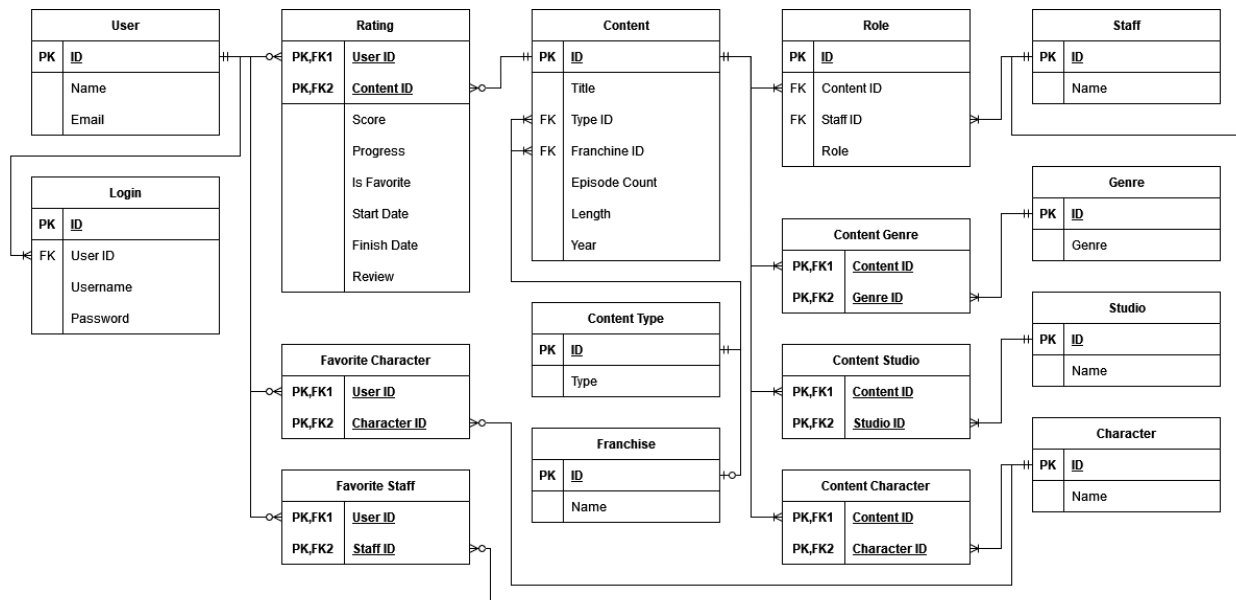 User
PK ID
Name
Email
Login
PK ID
FK User ID
Username
Password
Rating
PK,FK1 User ID
PK,FK2 Content ID
Score
Progress
Is Favorite
Start Date
Finish Date
Review
Favorite Character
PK,FK1 User ID
PK,FK2 Character ID
Favorite Staff
PK,FK1 User ID
PK,FK2 Staff ID
Content
PK ID
Title
FK Type ID
FK Franchine ID
Episode Count
Length
Year
Content Type
PK ID
Type
Franchise
PK ID
Name
Role
PK ID
FK Content ID
FK Staff ID
Role
Content Genre
PK,FK1 Content ID
PK,FK2 Genre ID
Content Studio
PK,FK1 Content ID
PK,FK2 Studio ID
Content Character
PK,FK1 Content ID
PK,FK2 Character ID
Staff
PK ID
Name
Genre
PK ID
Genre
Studio
PK ID
Name
Character
PK ID
Name